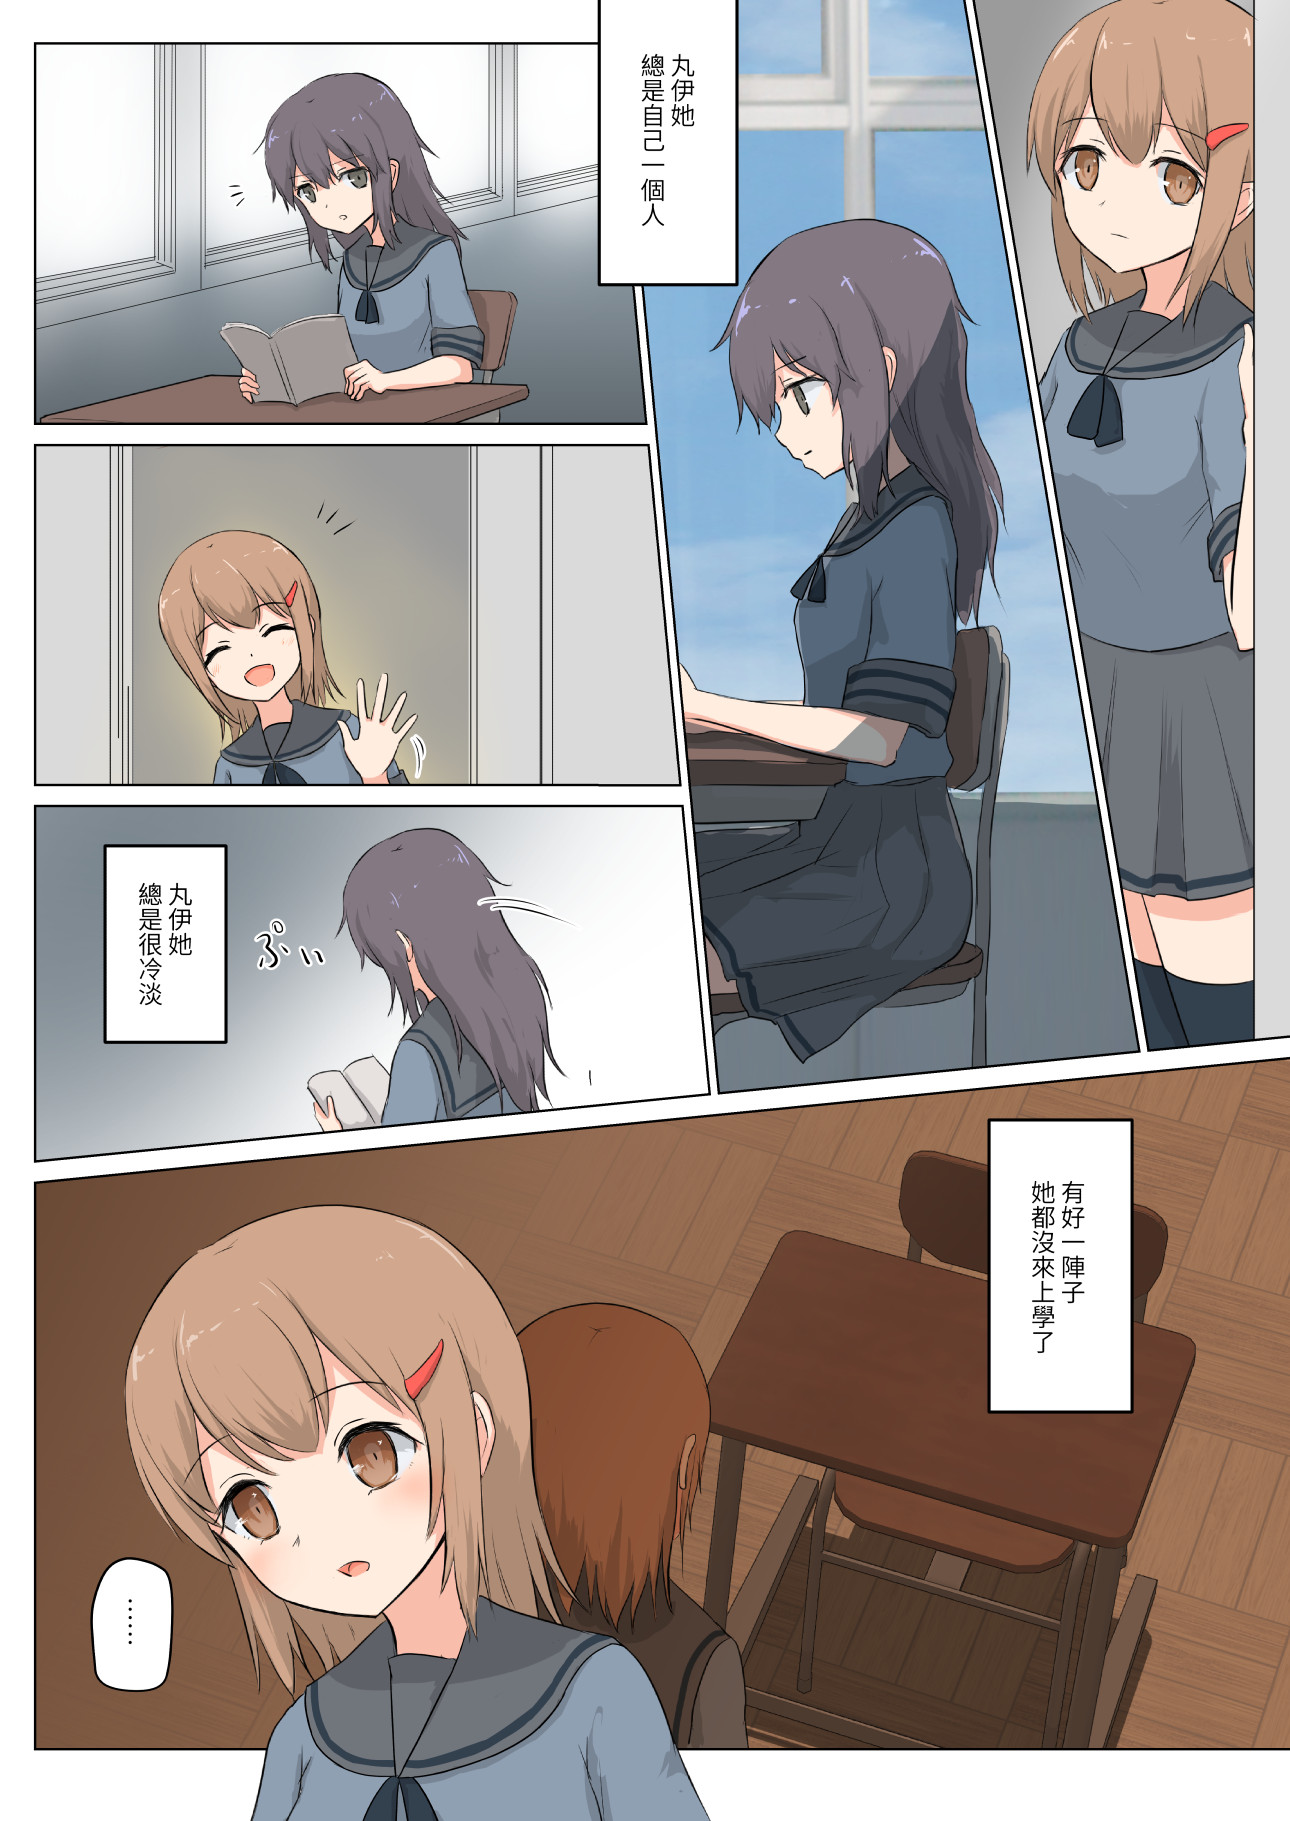 丸伊她
總是自己一個人
丸伊她
總是很冷淡
ぷい
有好一陣子
她都沒來上學了
……